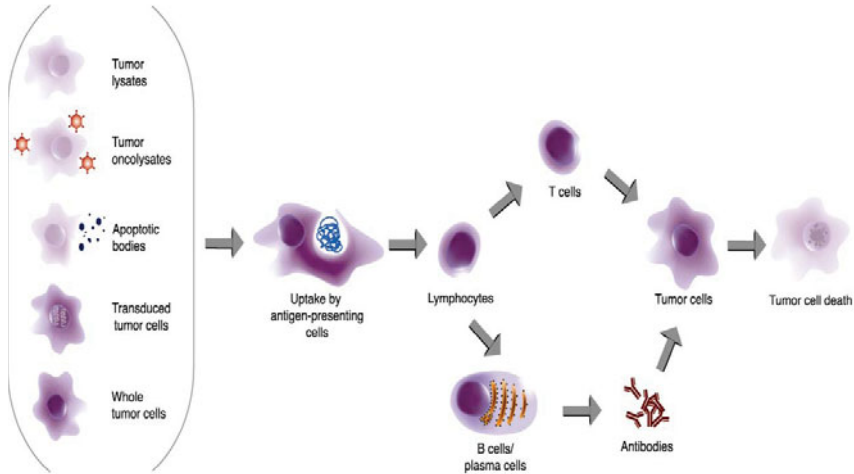 Tumor
lysates
Tumor
oncolysates
Apoptotic
bodies
Transduced
tumor cells
Whole
tumor cells
Uptake by
antigen-presenting
cells
Lymphocytes
T cells
B cells/
plasma cells
Antibodies
Tumor cells
Tumor cell death